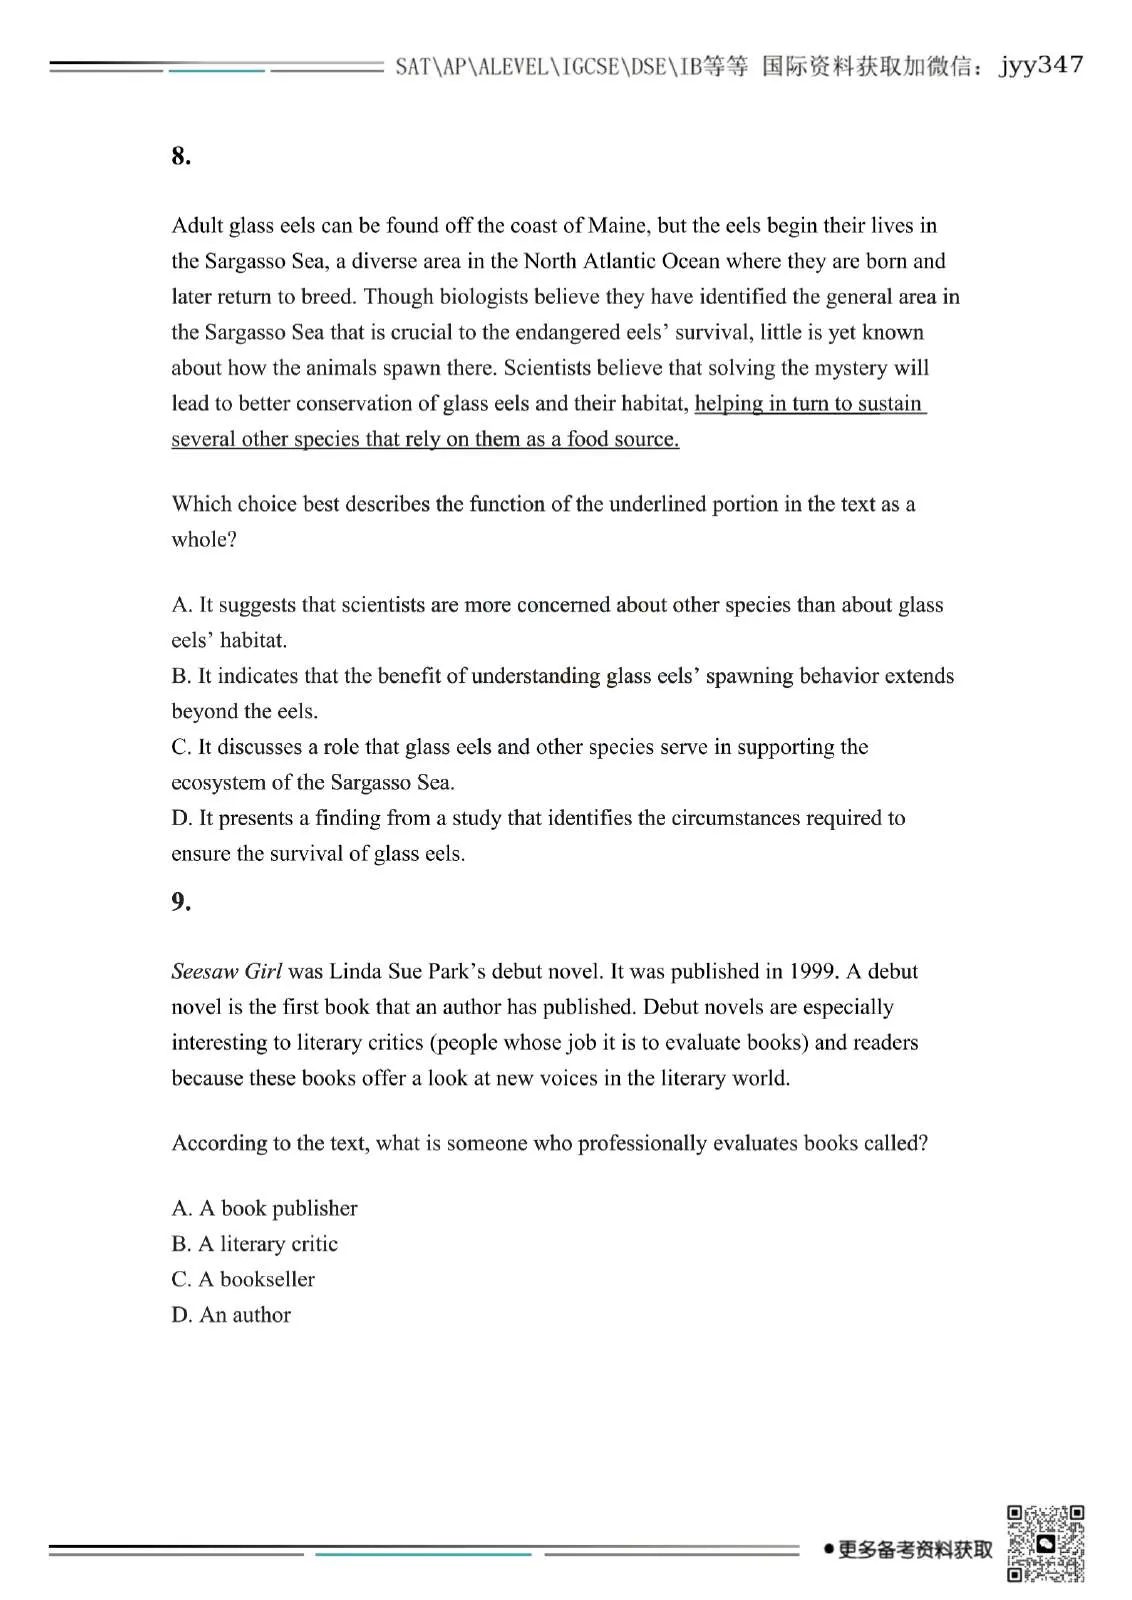 SAT\AP\ALEVEL\IGCSE\DSE\IB等等 国际资料获取加微信：jyy347
8.
Adult glass eels can be found off the coast of Maine, but the eels begin their lives in
the Sargasso Sea, a diverse area in the North Atlantic Ocean where they are born and
later return to breed. Though biologists believe they have identified the general area in
the Sargasso Sea that is crucial to the endangered eels’ survival, little is yet known
about how the animals spawn there. Scientists believe that solving the mystery will
lead to better conservation of glass eels and their habitat, helping in turn to sustain
several other species that rely on them as a food source.
Which choice best describes the function of the underlined portion in the text as a
whole?
A. It suggests that scientists are more concerned about other species than about glass
eels’ habitat.
B. It indicates that the benefit of understanding glass eels’ spawning behavior extends
beyond the eels.
C. It discusses a role that glass eels and other species serve in supporting the
ecosystem of the Sargasso Sea.
D. It presents a finding from a study that identifies the circumstances required to
ensure the survival of glass eels.
9.
Seesaw Girl was Linda Sue Park’s debut novel. It was published in 1999. A debut
novel is the first book that an author has published. Debut novels are especially
interesting to literary critics (people whose job it is to evaluate books) and readers
because these books offer a look at new voices in the literary world.
According to the text, what is someone who professionally evaluates books called?
A. A book publisher
B. A literary critic
C. A bookseller
D. An author
●更多备考资料获取